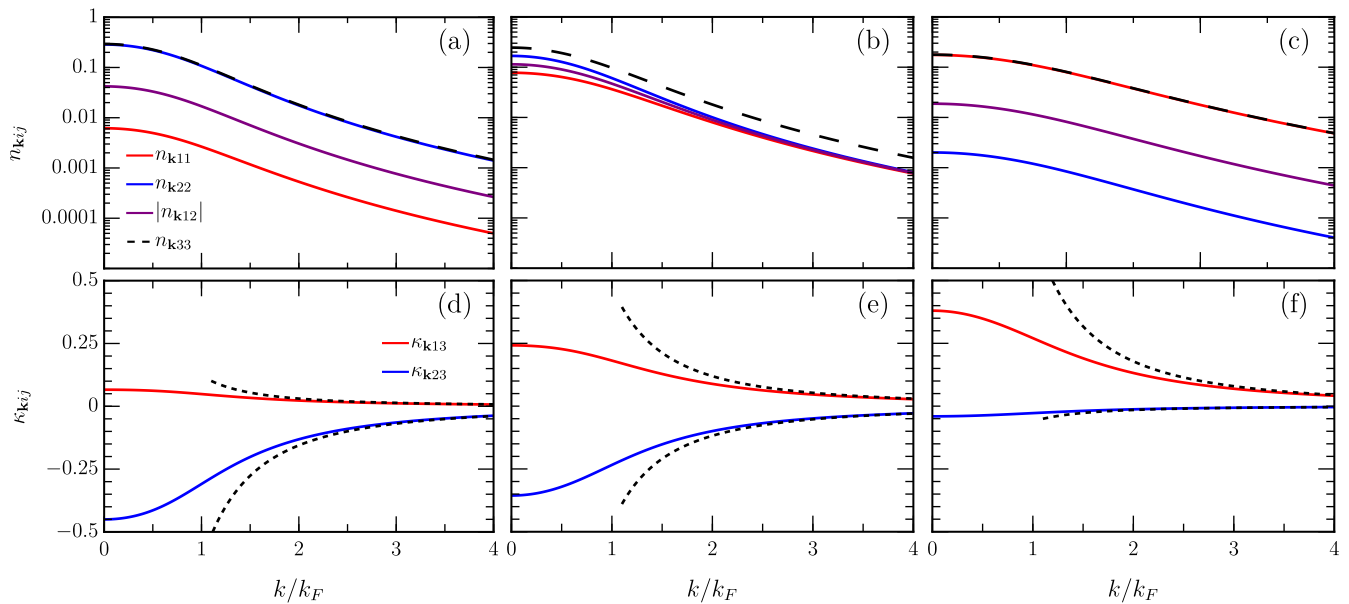 1
0.1
0.01
0.001
0.0001
n_{𝐤ij}
(a)
n_{𝐤11}
n_{𝐤22}
|n_{𝐤12}|
n_{𝐤33}
(b)
(c)
0.5
0.25
0
−0.25
−0.5
κ_{𝐤ij}
(d)
κ_{𝐤13}
κ_{𝐤23}
(e)
(f)
0 1 2 3 4
0 1 2 3 4
0 1 2 3 4
k/k_F
k/k_F
k/k_F